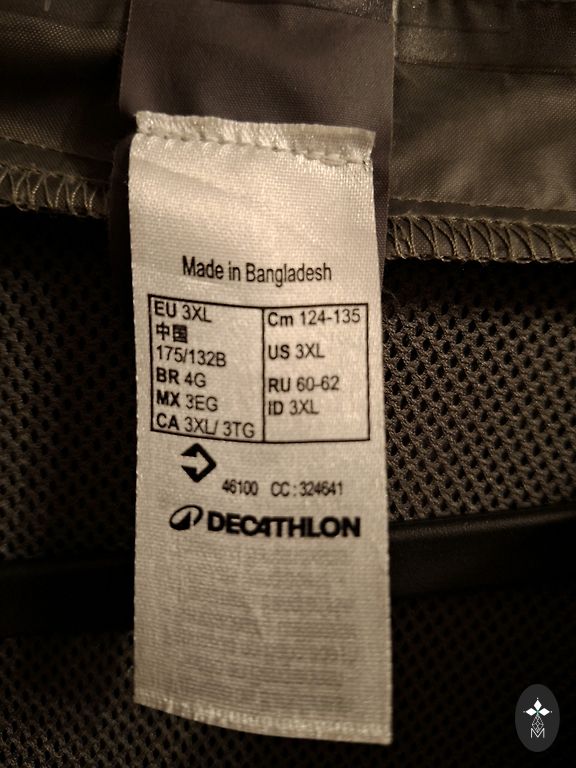 Made in Bangladesh
EU 3XL
中国
175/132B
BR 4G
MX 3EG
CA 3XL/ 3TG
Cm 124-135
US 3XL
RU 60-62
ID 3XL
46100 CC : 324641
DECATHLON
M